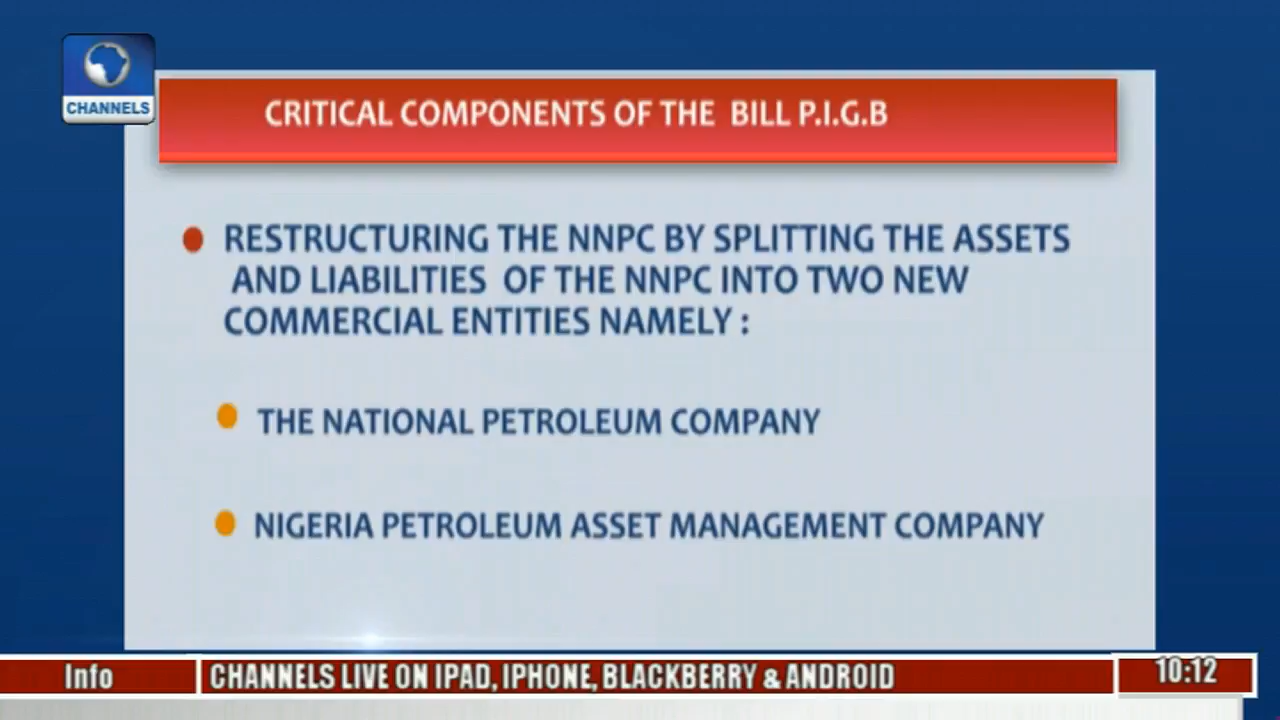 CHANNELS
CRITICAL COMPONENTS OF THE BILL P.I.G.B
RESTRUCTURING THE NNPC BY SPLITTING THE ASSETS
AND LIABILITIES OF THE NNPC INTO TWO NEW
COMMERCIAL ENTITIES NAMELY :
THE NATIONAL PETROLEUM COMPANY
NIGERIA PETROLEUM ASSET MANAGEMENT COMPANY
Info
CHANNELS LIVE ON IPAD, IPHONE, BLACKBERRY & ANDROID
10:12